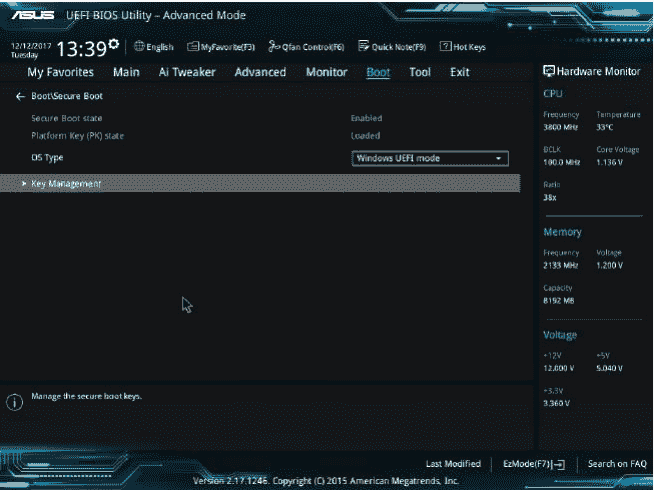 ASUS UEFI BIOS Utility – Advanced Mode
12/12/2017 Tuesday 13:39 English MyFavorite(F3) Qfan Control(F6) Quick Note(F9) Hot Keys
My Favorites Main Ai Tweaker Advanced Monitor Boot Tool Exit
Boot\Secure Boot
Secure Boot state Enabled
Platform Key (PK) state Loaded
OS Type Windows UEFI mode
Key Management
Manage the secure boot keys.
Hardware Monitor
CPU
Frequency Temperature
3800 MHz 33°C
BCLK Core Voltage
100.0 MHz 1.136 V
Ratio
38x
Memory
Frequency Voltage
2133 MHz 1.200 V
Capacity
8192 MB
Voltage
+12V +5V
12.000 V 5.040 V
+3.3V
3.360 V
Last Modified EzMode(F7) Search on FAQ
Version 2.17.1246. Copyright (C) 2015 American Megatrends, Inc.